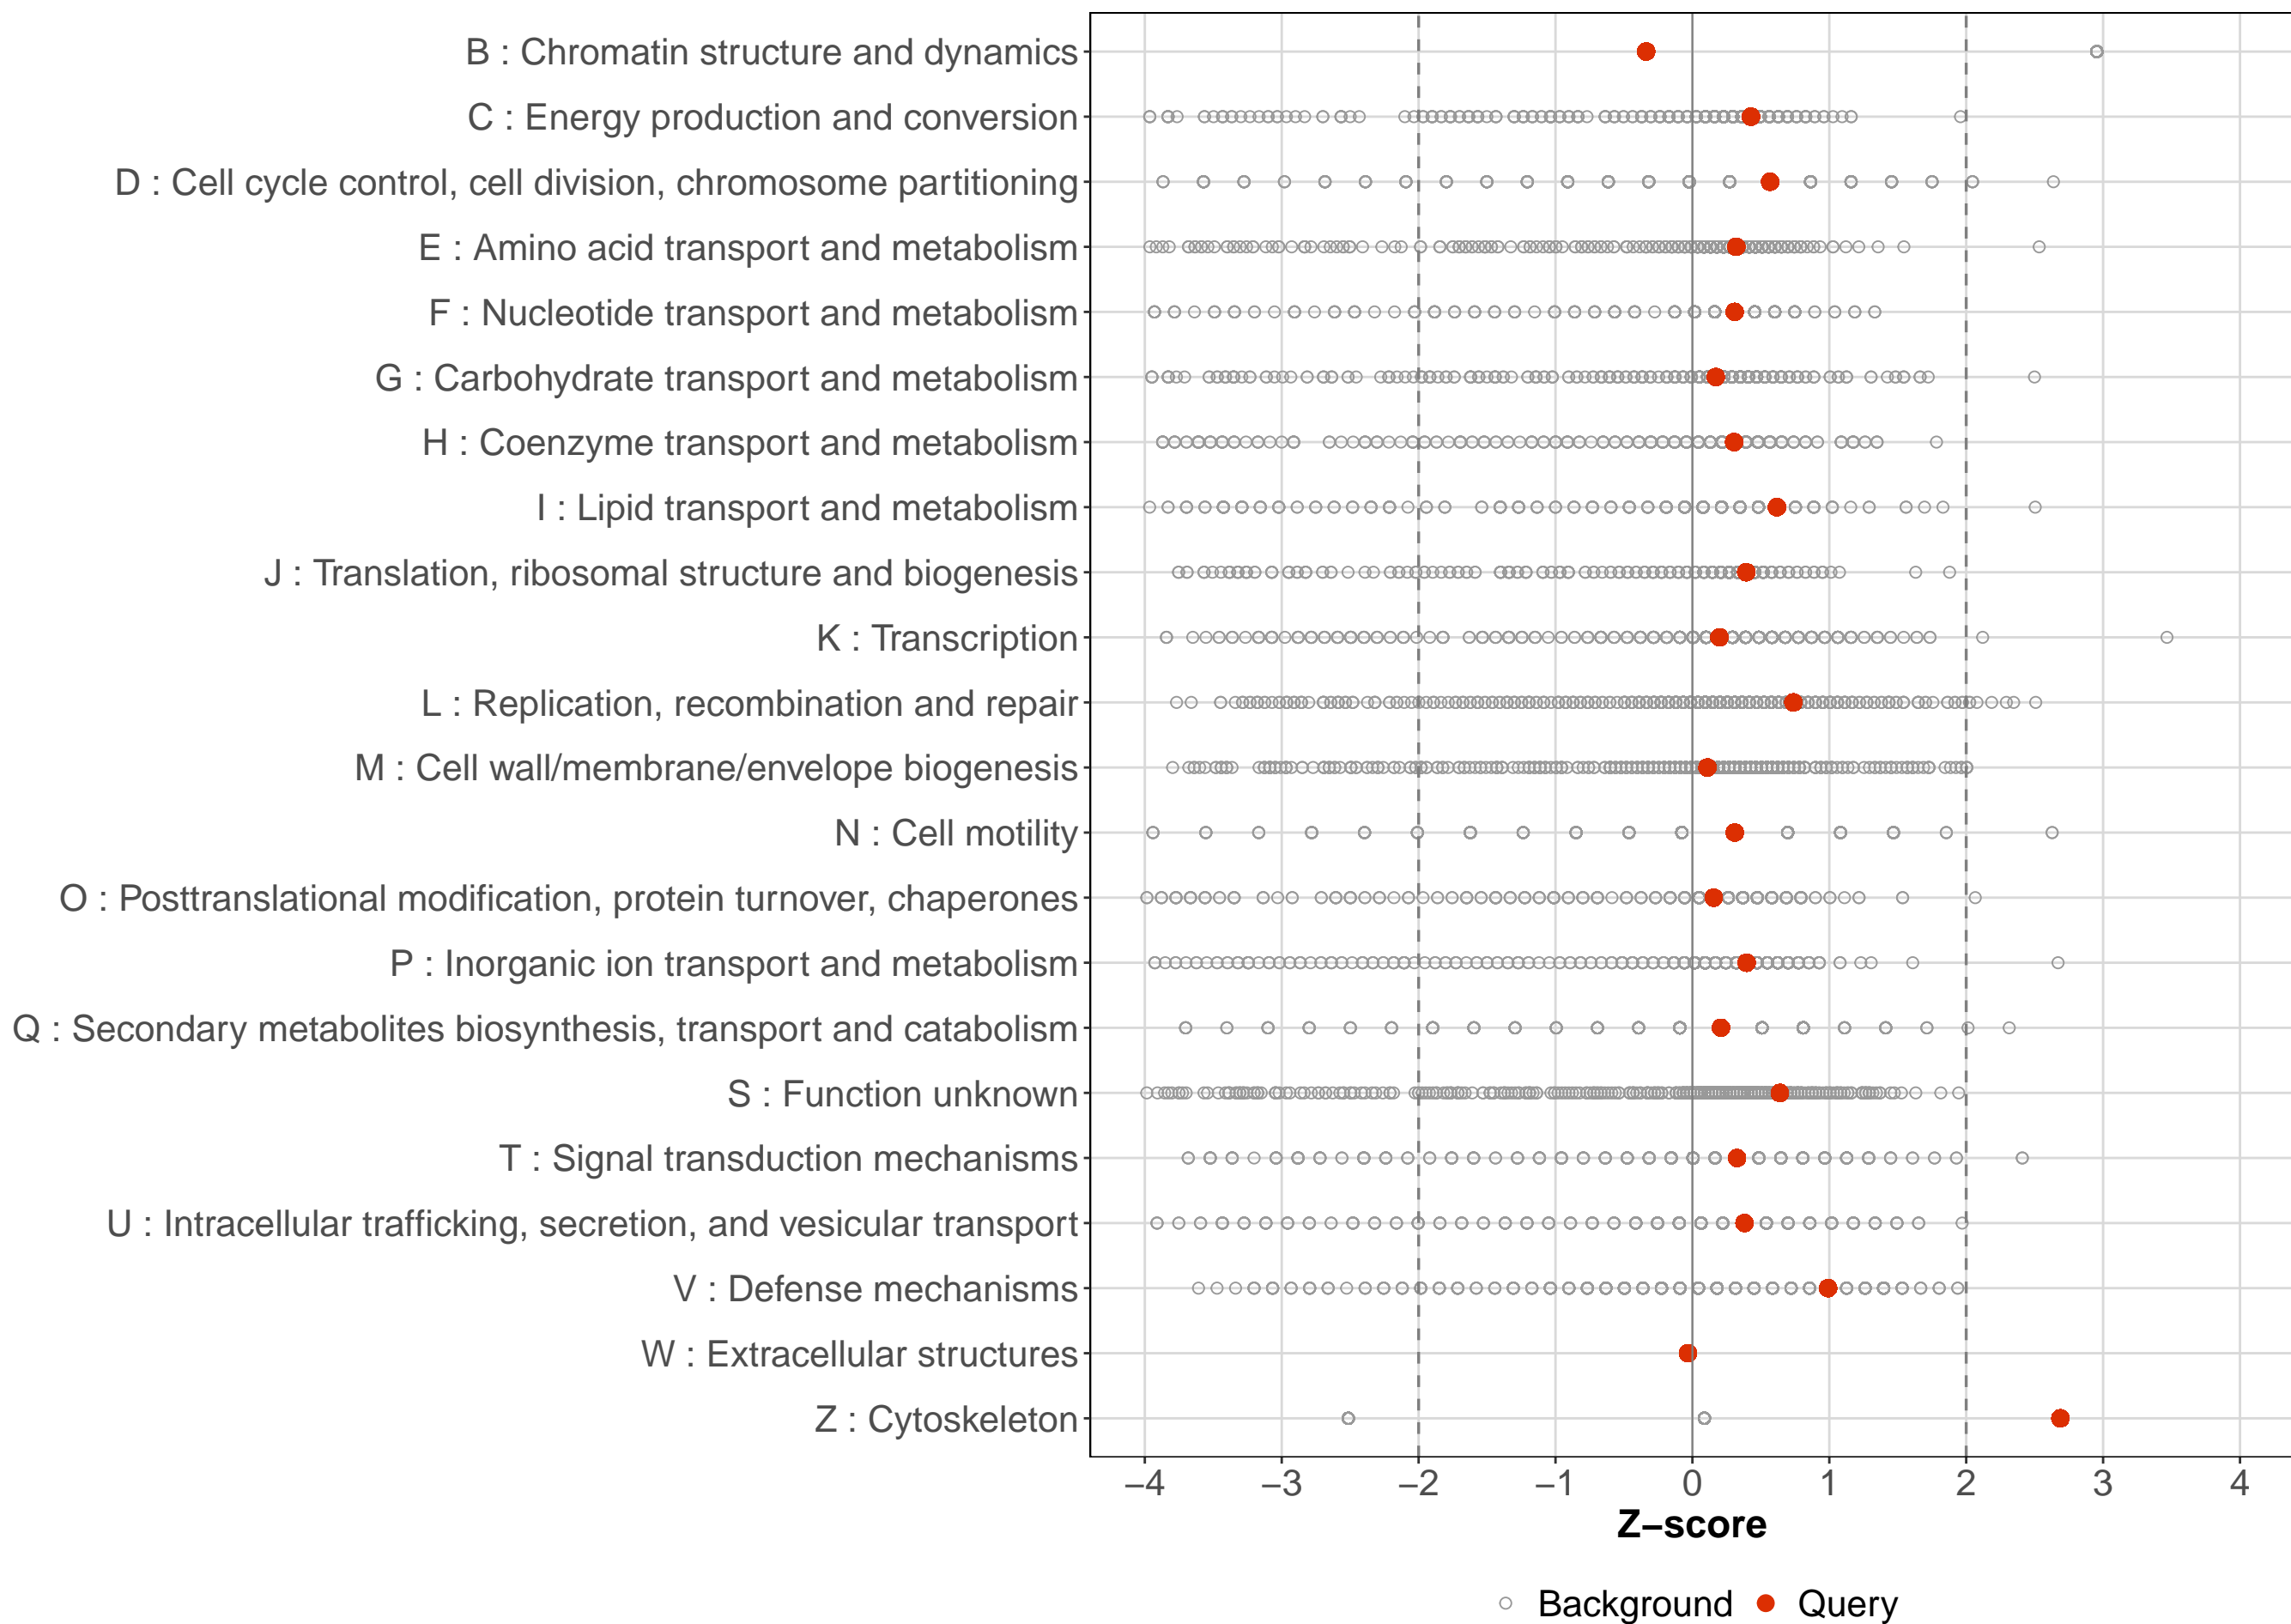 B : Chromatin structure and dynamics
C : Energy production and conversion
D : Cell cycle control, cell division, chromosome partitioning
E : Amino acid transport and metabolism
F : Nucleotide transport and metabolism
G : Carbohydrate transport and metabolism
H : Coenzyme transport and metabolism
I : Lipid transport and metabolism
J : Translation, ribosomal structure and biogenesis
K : Transcription
L : Replication, recombination and repair
M : Cell wall/membrane/envelope biogenesis
N : Cell motility
O : Posttranslational modification, protein turnover, chaperones
P : Inorganic ion transport and metabolism
Q : Secondary metabolites biosynthesis, transport and catabolism
S : Function unknown
T : Signal transduction mechanisms
U : Intracellular trafficking, secretion, and vesicular transport
V : Defense mechanisms
W : Extracellular structures
Z : Cytoskeleton
−4 −3 −2 −1 0 1 2 3 4
Z−score
Background Query